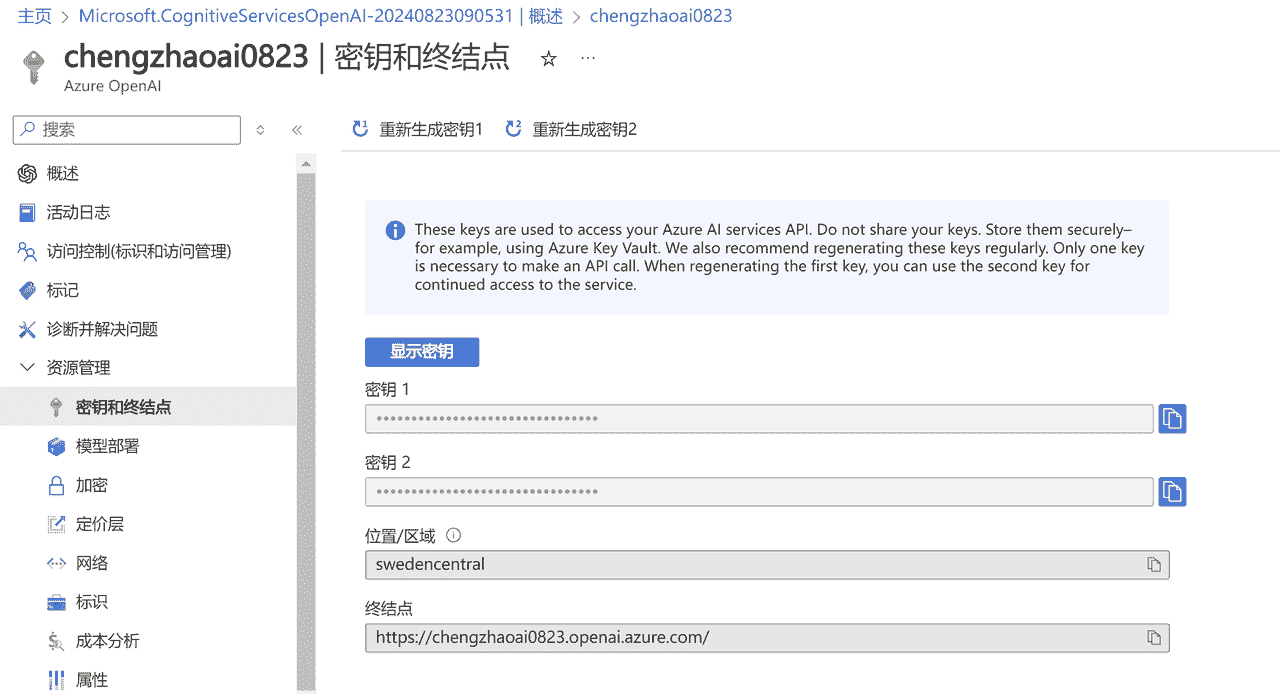 主页 > Microsoft.CognitiveServicesOpenAI-20240823090531 | 概述 > chengzhaoai0823
chengzhaoai0823 | 密钥和终结点
Azure OpenAI
搜索
概述
活动日志
访问控制(标识和访问管理)
标记
诊断并解决问题
资源管理
密钥和终结点
模型部署
加密
定价层
网络
标识
成本分析
属性
重新生成密钥1 重新生成密钥2
These keys are used to access your Azure AI services API. Do not share your keys. Store them securely–
for example, using Azure Key Vault. We also recommend regenerating these keys regularly. Only one key
is necessary to make an API call. When regenerating the first key, you can use the second key for
continued access to the service.
显示密钥
密钥 1
密钥 2
位置/区域
swedencentral
终结点
https://chengzhaoai0823.openai.azure.com/